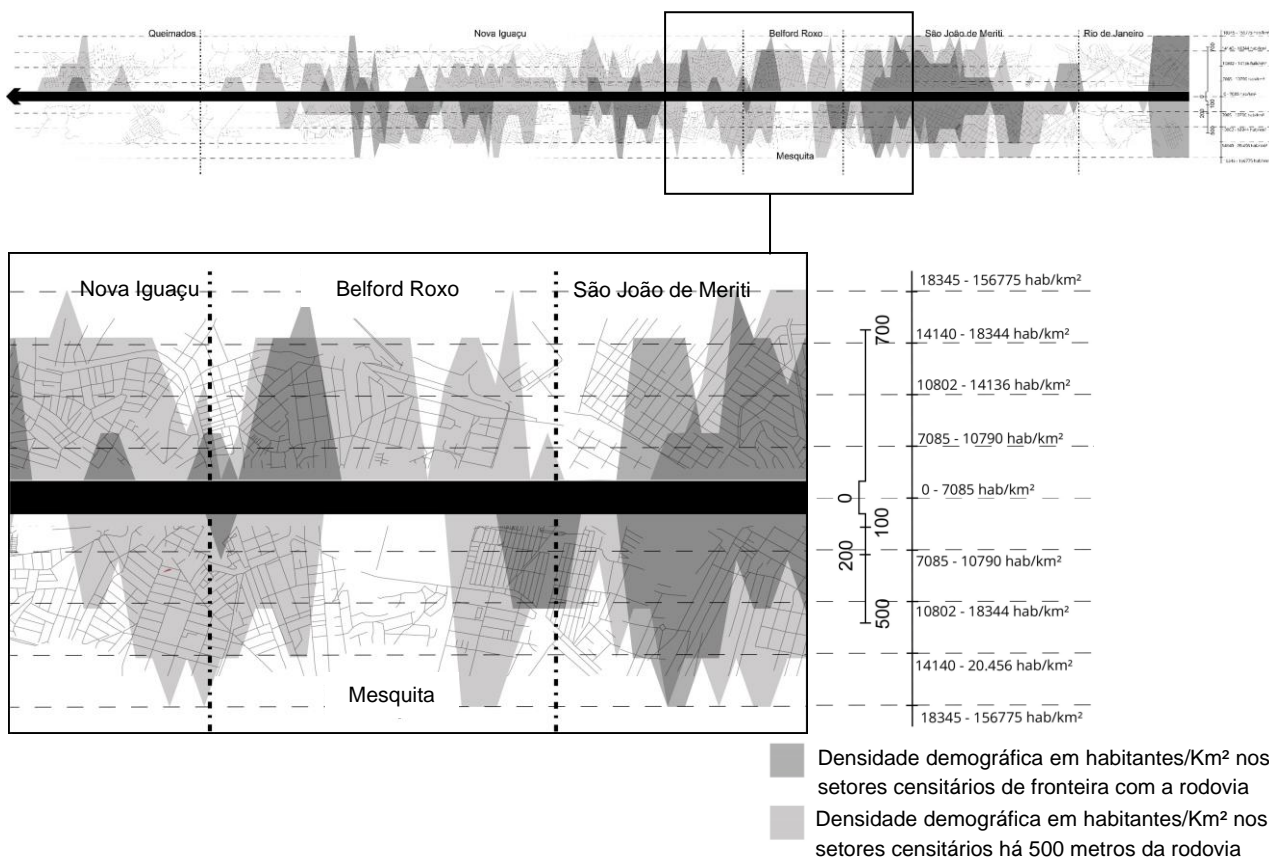 Queimados
Nova Iguaçu
Belford Roxo
São João de Meriti
Rio de Janeiro
Mesquita
Nova Iguaçu
Belford Roxo
São João de Meriti
Mesquita
18345 - 156775 hab/km²
14140 - 18344 hab/km²
10802 - 14136 hab/km²
7085 - 10790 hab/km²
0 - 7085 hab/km²
7085 - 10790 hab/km²
10802 - 18344 hab/km²
14140 - 20.456 hab/km²
18345 - 156775 hab/km²
700
0
100
200
500
Densidade demográfica em habitantes/Km² nos
setores censitários de fronteira com a rodovia
Densidade demográfica em habitantes/Km² nos
setores censitários há 500 metros da rodovia